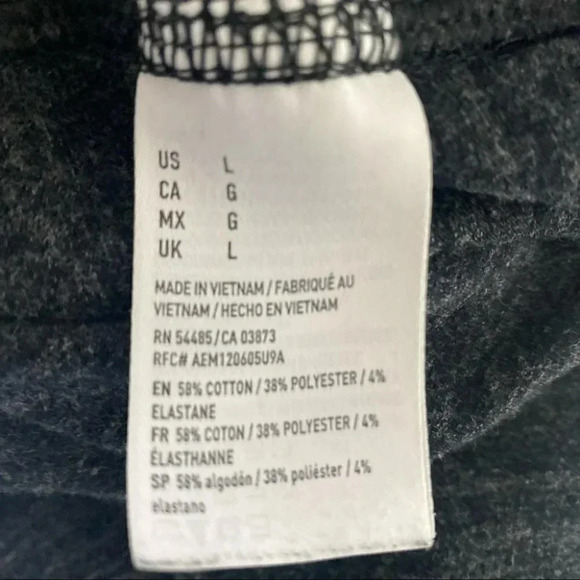 US L
CA G
MX G
UK L
MADE IN VIETNAM / FABRIQUÉ AU
VIETNAM / HECHO EN VIETNAM
RN 54485/CA 03873
RFC# AEM120605U9A
EN 58% COTTON / 38% POLYESTER / 4%
ELASTANE
FR 58% COTON / 38% POLYESTER / 4%
ÉLASTHANNE
SP 58% algodón / 38% poliéster / 4%
elastano